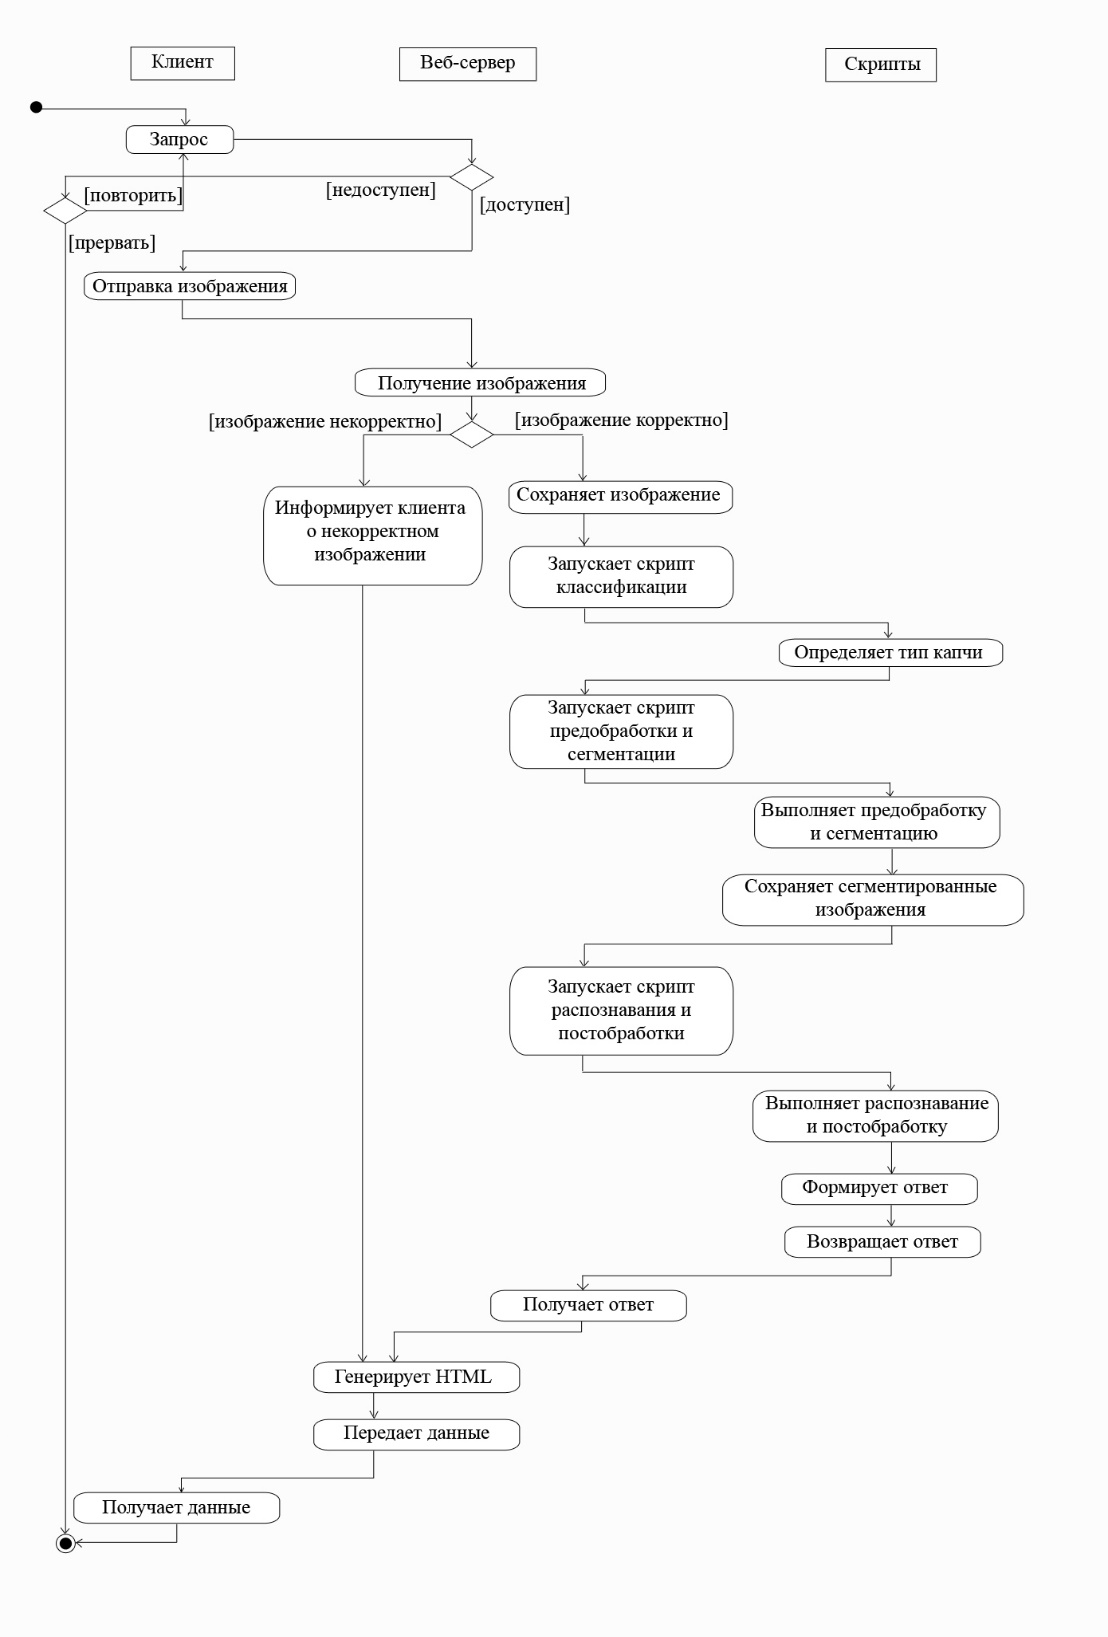 Клиент
Веб-сервер
Скрипты
Запрос
[повторить]
[недоступен]
[доступен]
[прервать]
Отправка изображения
Получение изображения
[изображение некорректно]
[изображение корректно]
Информирует клиента
о некорректном
изображении
Сохраняет изображение
Запускает скрипт
классификации
Определяет тип капчи
Запускает скрипт
предобработки и
сегментации
Выполняет предобработку
и сегментацию
Сохраняет сегментированные
изображения
Запускает скрипт
распознавания и
постобработки
Выполняет распознавание
и постобработку
Формирует ответ
Возвращает ответ
Получает ответ
Генерирует HTML
Передает данные
Получает данные